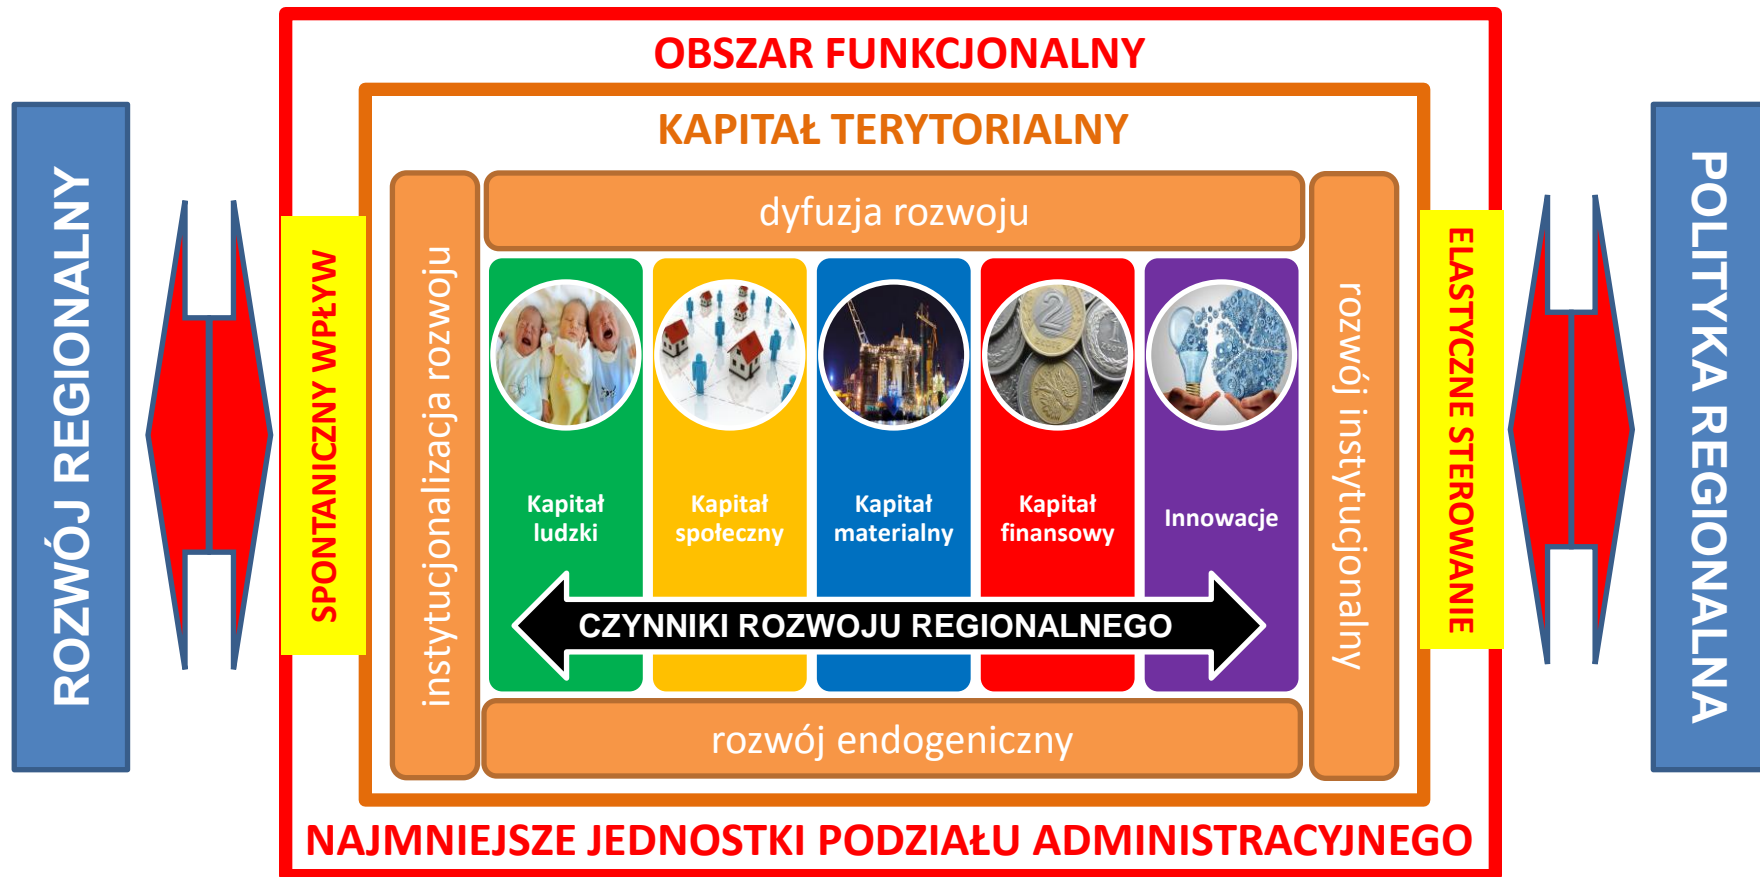 OBSZAR FUNKCJONALNY
KAPITAŁ TERYTORIALNY
ROZWÓJ REGIONALNY
SPONTANICZNY WPŁYW
instytucjonalizacja rozwoju
dyfuzja rozwoju
Kapitał
ludzki
Kapitał
społeczny
Kapitał
materialny
Kapitał
finansowy
Innowacje
CZYNNIKI ROZWOJU REGIONALNEGO
rozwój endogeniczny
rozwój instytucjonalny
ELASTYCZNE STEROWANIE
POLITYKA REGIONALNA
NAJMNIEJSZE JEDNOSTKI PODZIAŁU ADMINISTRACYJNEGO